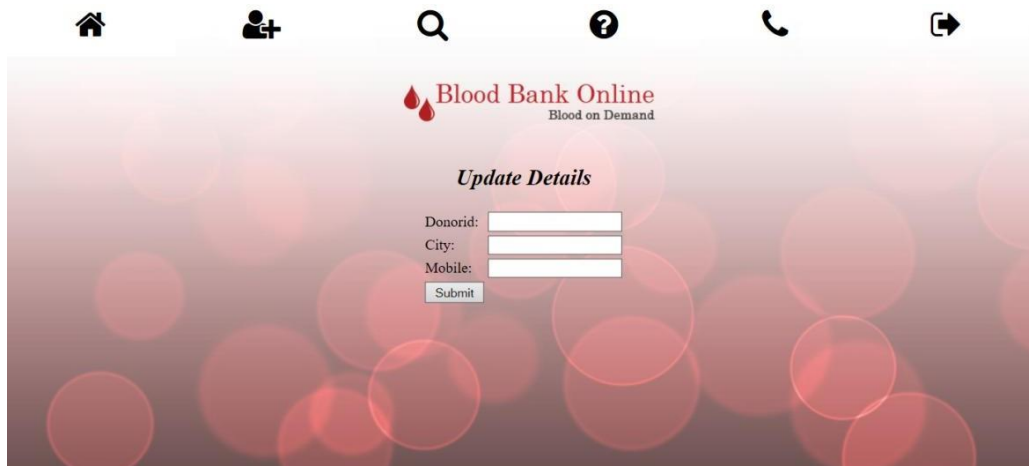 Blood Bank Online
Blood on Demand
Update Details
Donorid:
City:
Mobile:
Submit